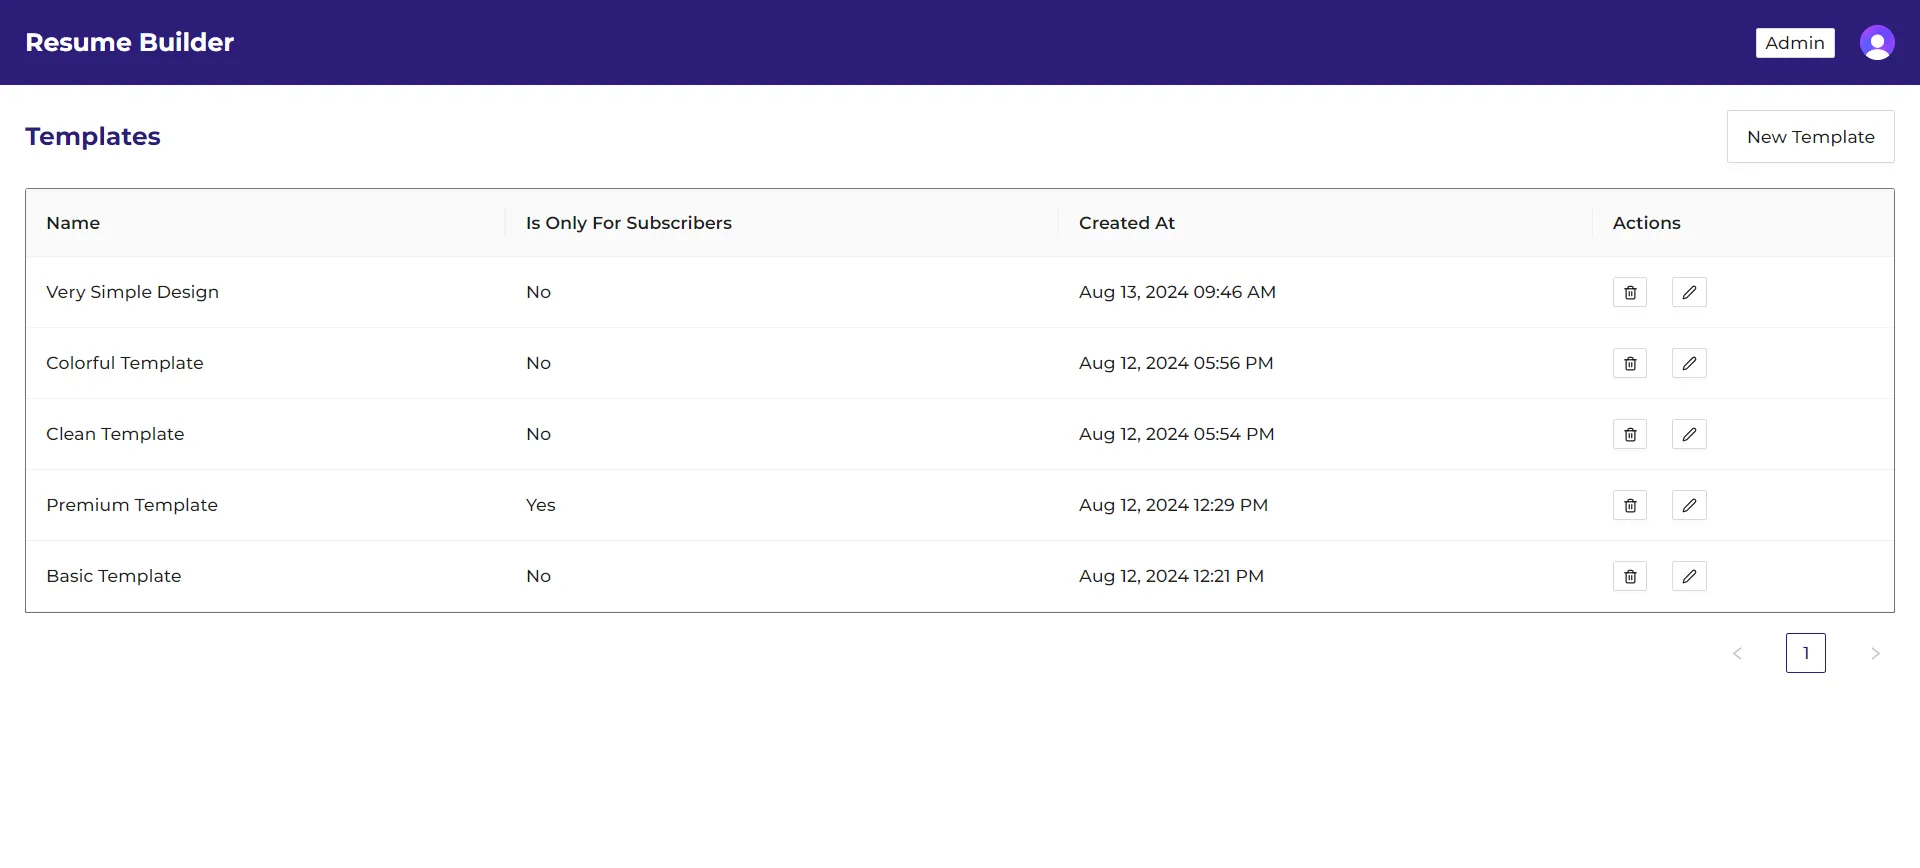 Resume Builder
Admin
Templates
New Template
Name Is Only For Subscribers Created At Actions
Very Simple Design No Aug 13, 2024 09:46 AM
Colorful Template No Aug 12, 2024 05:56 PM
Clean Template No Aug 12, 2024 05:54 PM
Premium Template Yes Aug 12, 2024 12:29 PM
Basic Template No Aug 12, 2024 12:21 PM
1